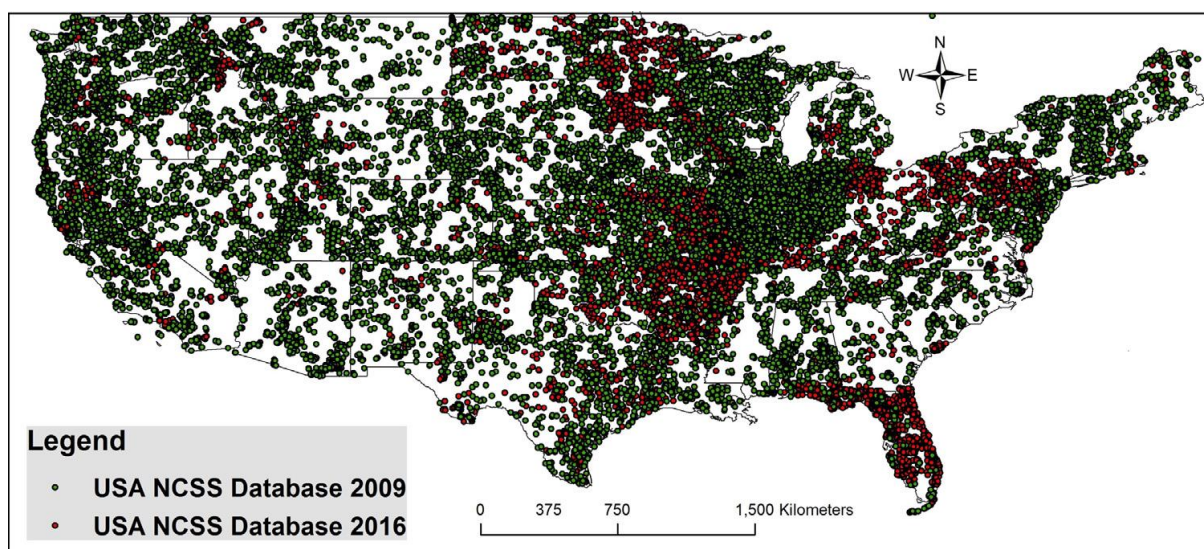 N
W E
S
Legend
USA NCSS Database 2009
USA NCSS Database 2016
0 375 750 1,500 Kilometers